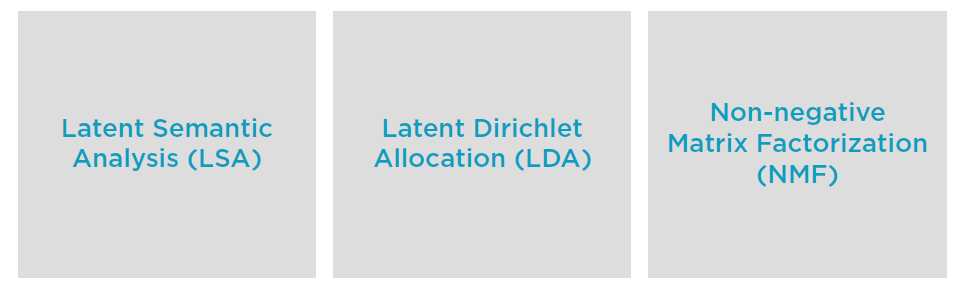 Latent Semantic
Analysis (LSA)
Latent Dirichlet
Allocation (LDA)
Non-negative
Matrix Factorization
(NMF)